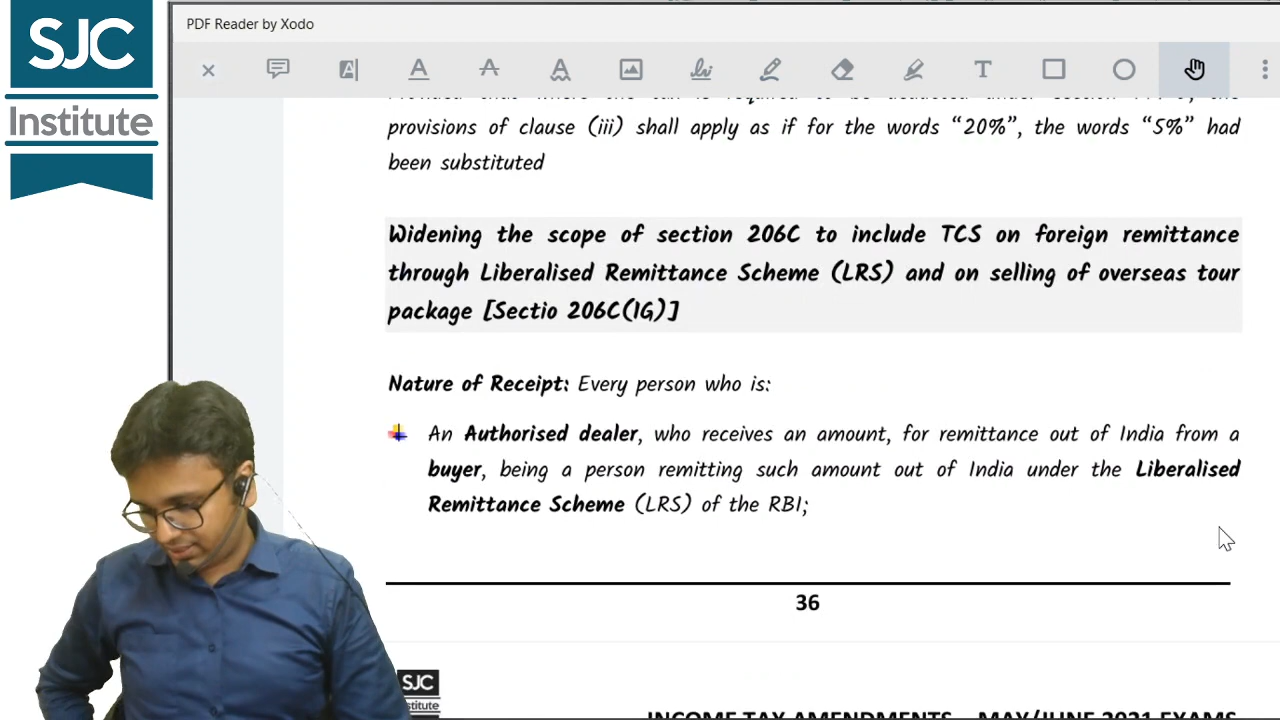 SJC
Institute
PDF Reader by Xodo
provisions of clause (iii) shall apply as if for the words “20%”, the words “5%” had
been substituted
Widening the scope of section 206C to include TCS on foreign remittance
through Liberalised Remittance Scheme (LRS) and on selling of overseas tour
package [Sectio 206C(1G)]
Nature of Receipt: Every person who is:
An Authorised dealer, who receives an amount, for remittance out of India from a
buyer, being a person remitting such amount out of India under the Liberalised
Remittance Scheme (LRS) of the RBI;
36
SJC
stitute
INCOME TAX AMENDMENTS – MAY/JUNE 2021 EXAMS